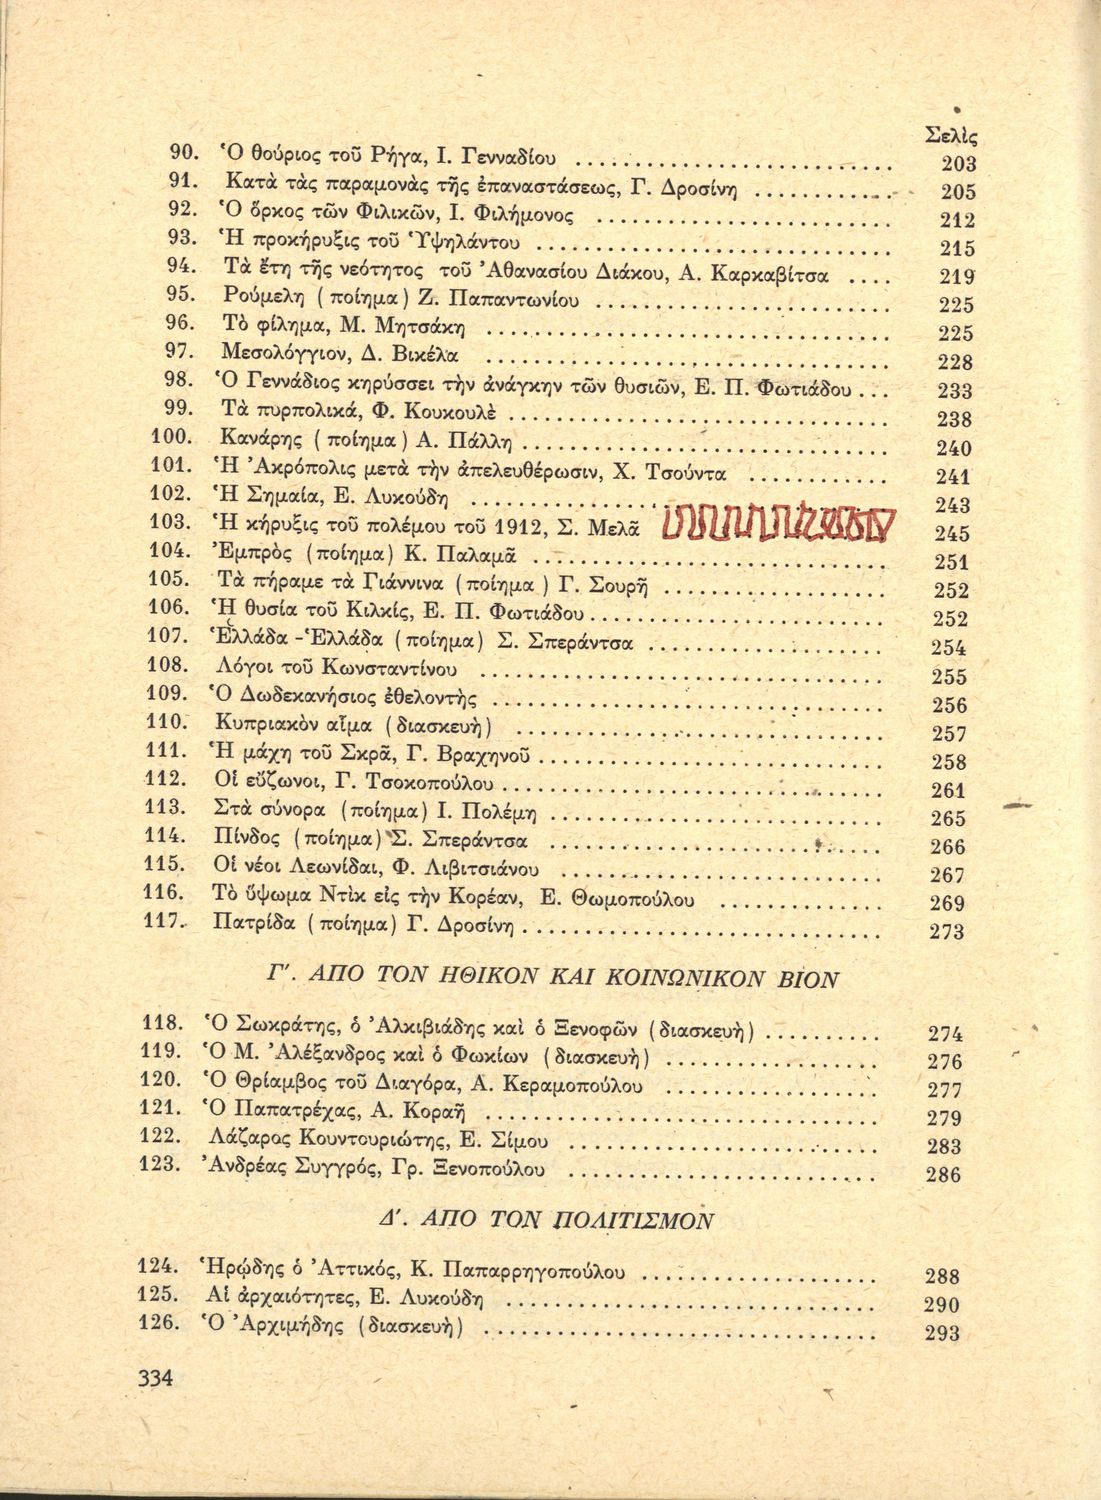 Σελὶς
90. Ὁ θούριος τοῦ Ρήγα, Ι. Γενναδίου ............................ 203
91. Κατὰ τὰς παραμονὰς τῆς ἐπαναστάσεως, Γ. Δροσίνη ............ 205
92. Ὁ ὅρκος τῶν Φιλικῶν, Ι. Φιλήμονος .......................... 212
93. Ἡ προκήρυξις τοῦ Ὑψηλάντου ............................... 215
94. Τὰ ἔτη τῆς νεότητος τοῦ Ἀθανασίου Διάκου, Α. Καρκαβίτσα .... 219
95. Ρούμελη (ποίημα) Ζ. Παπαντωνίου .......................... 225
96. Τὸ φίλημα, Μ. Μητσάκη .................................... 225
97. Μεσολόγγιον, Δ. Βικέλα .................................... 228
98. Ὁ Γεννάδιος κηρύσσει τὴν ἀνάγκην τῶν θυσιῶν, Ε. Π. Φωτιάδου ... 233
99. Τὰ πυρπολικά, Φ. Κουκουλὲ ................................. 238
100. Κανάρης (ποίημα) Α. Πάλλη ................................. 240
101. Ἡ Ἀκρόπολις μετὰ τὴν ἀπελευθέρωσιν, Χ. Τσούντα ............ 241
102. Ἡ Σημαία, Ε. Λυκούδη ..................................... 243
103. Ἡ κήρυξις τοῦ πολέμου τοῦ 1912, Σ. Μελᾶ 245
104. Ἐμπρὸς (ποίημα) Κ. Παλαμᾶ ................................ 251
105. Τὰ πήραμε τὰ Γιάννινα (ποίημα) Γ. Σουρῆ .................... 252
106. Ἡ θυσία τοῦ Κιλκίς, Ε. Π. Φωτιάδου ......................... 252
107. Ἑλλάδα - Ἑλλάδα (ποίημα) Σ. Σπεράντσα ..................... 254
108. Λόγοι τοῦ Κωνσταντίνου .................................... 255
109. Ὁ Δωδεκανήσιος ἐθελοντὴς .................................. 256
110. Κυπριακὸν αἷμα (διασκευὴ) ................................. 257
111. Ἡ μάχη τοῦ Σκρᾶ, Γ. Βραχηνοῦ .............................. 258
112. Οἱ εὔζωνοι, Γ. Τσοκοπούλου ................................. 261
113. Στὰ σύνορα (ποίημα) Ι. Πολέμη .............................. 265
114. Πίνδος (ποίημα) Σ. Σπεράντσα .............................. 266
115. Οἱ νέοι Λεωνίδαι, Φ. Λιβιτσιάνου ............................ 267
116. Τὸ ὕψωμα Ντὶκ εἰς τὴν Κορέαν, Ε. Θωμοπούλου .............. 269
117. Πατρίδα (ποίημα) Γ. Δροσίνη ................................ 273
Γ΄. ΑΠΟ ΤΟΝ ΗΘΙΚΟΝ ΚΑΙ ΚΟΙΝΩΝΙΚΟΝ ΒΙΟΝ
118. Ὁ Σωκράτης, ὁ Ἀλκιβιάδης καὶ ὁ Ξενοφῶν (διασκευὴ) .......... 274
119. Ὁ Μ. Ἀλέξανδρος καὶ ὁ Φωκίων (διασκευὴ) ................... 276
120. Ὁ Θρίαμβος τοῦ Διαγόρα, Α. Κεραμοπούλου .................. 277
121. Ὁ Παπατρέχας, Α. Κοραῆ ................................... 279
122. Λάζαρος Κουντουριώτης, Ε. Σίμου ............................ 283
123. Ἀνδρέας Συγγρός, Γρ. Ξενοπούλου ........................... 286
Δ΄. ΑΠΟ ΤΟΝ ΠΟΛΙΤΙΣΜΟΝ
124. Ἡρῴδης ὁ Ἀττικός, Κ. Παπαρρηγοπούλου ..................... 288
125. Αἱ ἀρχαιότητες, Ε. Λυκούδη ................................. 290
126. Ὁ Ἀρχιμήδης (διασκευὴ) .................................... 293
334